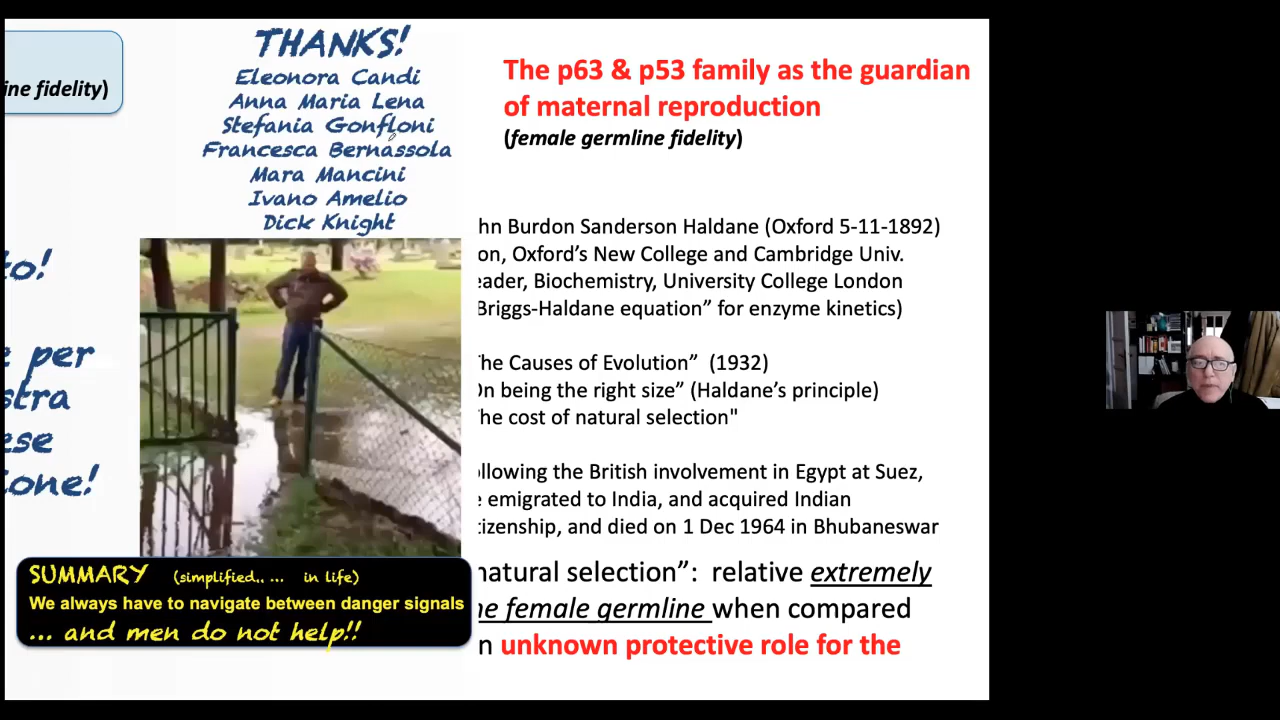 ine fidelity)
to!
e per
stra
ese
one!
THANKS!
Eleonora Candi
Anna Maria Lena
Stefania Gonfloni
Francesca Bernassola
Mara Mancini
Ivano Amelio
Dick Knight
SUMMARY (simplified.. ... in life)
We always have to navigate between danger signals
... and men do not help!!
The p63 & p53 family as the guardian
of maternal reproduction
(female germline fidelity)
hn Burdon Sanderson Haldane (Oxford 5-11-1892)
on, Oxford's New College and Cambridge Univ.
eader, Biochemistry, University College London
Briggs-Haldane equation" for enzyme kinetics)
he Causes of Evolution" (1932)
On being the right size" (Haldane's principle)
he cost of natural selection"
ollowing the British involvement in Egypt at Suez,
e emigrated to India, and acquired Indian
tizenship, and died on 1 Dec 1964 in Bhubaneswar
natural selection": relative extremely
ne female germline when compared
n unknown protective role for the